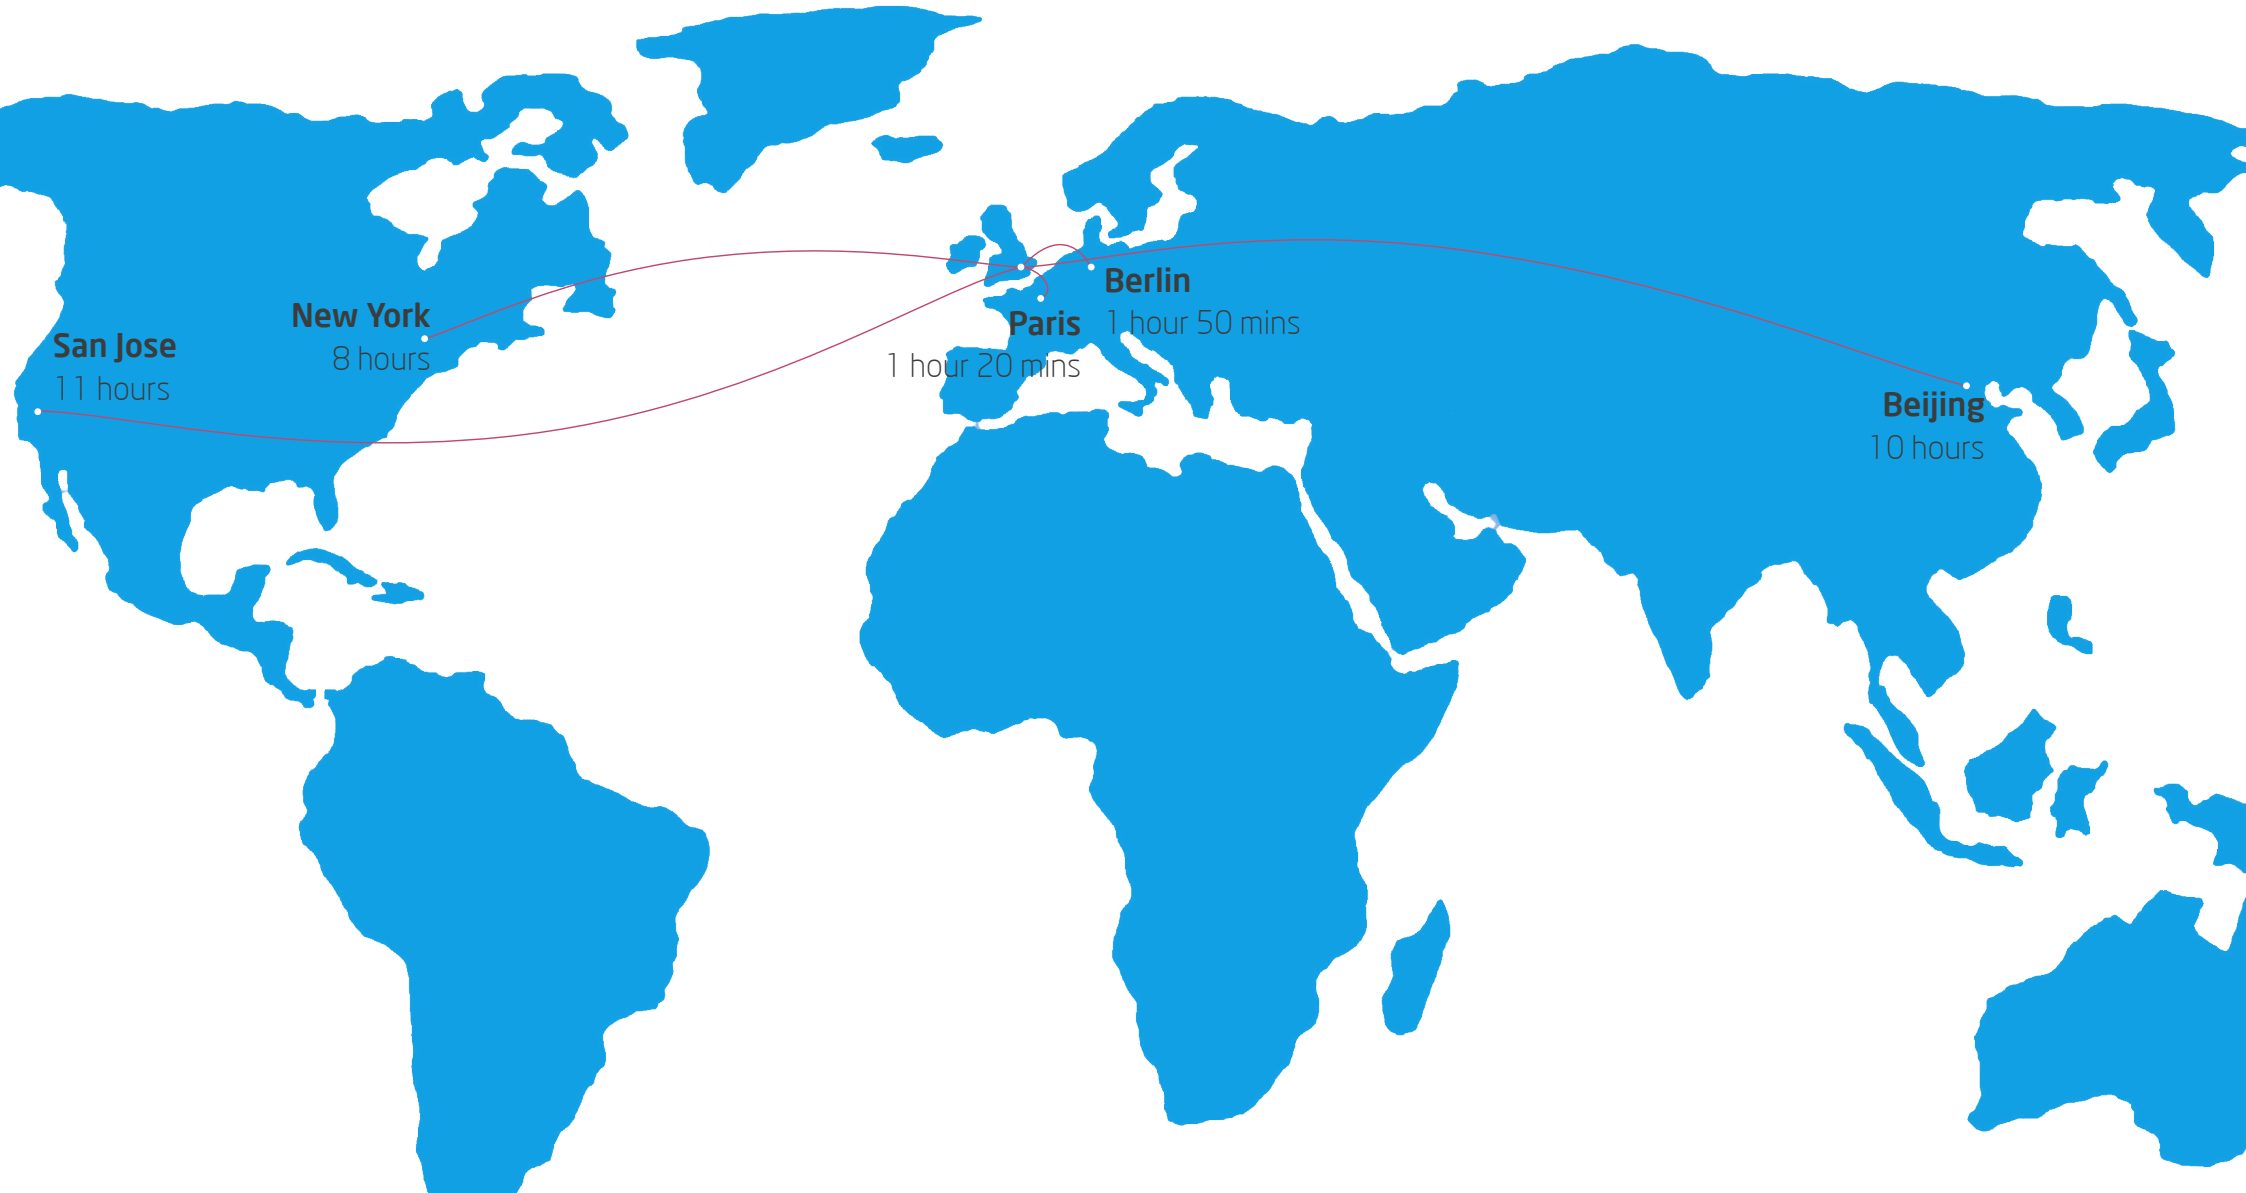 San Jose
11 hours
New York
8 hours
Paris
1 hour 20 mins
Berlin
1 hour 50 mins
Beijing
10 hours